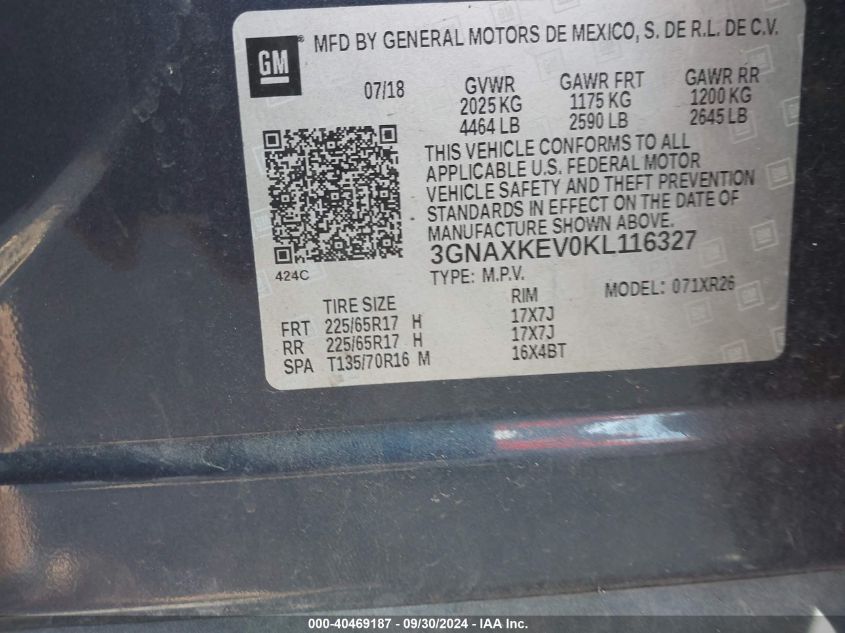 GM ® MFD BY GENERAL MOTORS DE MEXICO, S. DE R.L. DE C.V.
07/18 GVWR GAWR FRT GAWR RR
2025 KG 1175 KG 1200 KG
4464 LB 2590 LB 2645 LB
THIS VEHICLE CONFORMS TO ALL
APPLICABLE U.S. FEDERAL MOTOR
VEHICLE SAFETY AND THEFT PREVENTION
STANDARDS IN EFFECT ON THE DATE OF
MANUFACTURE SHOWN ABOVE.
3GNAXKEV0KL116327
424C TYPE: M.P.V. MODEL: 071XR26
TIRE SIZE RIM
FRT 225/65R17 H 17X7J
RR 225/65R17 H 17X7J
SPA T135/70R16 M 16X4BT
000-40469187 - 09/30/2024 - IAA Inc.